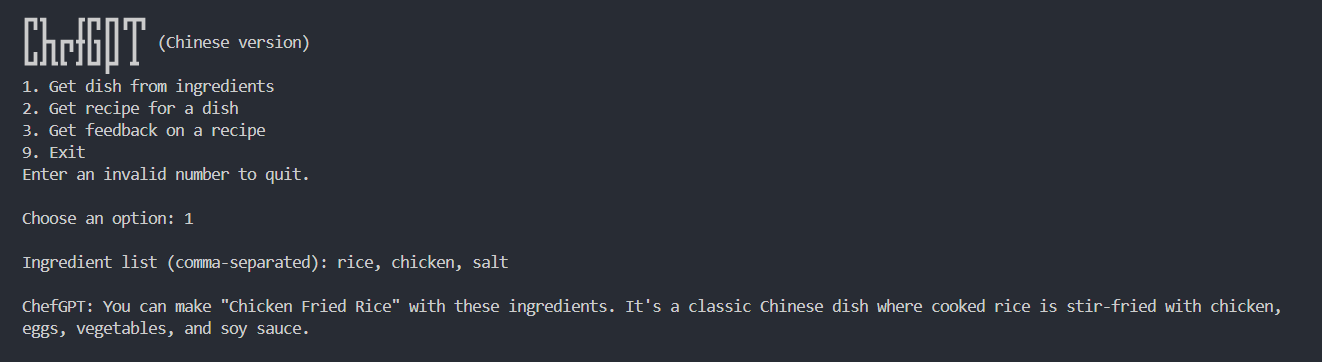 ChefGPT (Chinese version)
1. Get dish from ingredients
2. Get recipe for a dish
3. Get feedback on a recipe
9. Exit
Enter an invalid number to quit.
Choose an option: 1
Ingredient list (comma-separated): rice, chicken, salt
ChefGPT: You can make "Chicken Fried Rice" with these ingredients. It's a classic Chinese dish where cooked rice is stir-fried with chicken,
eggs, vegetables, and soy sauce.